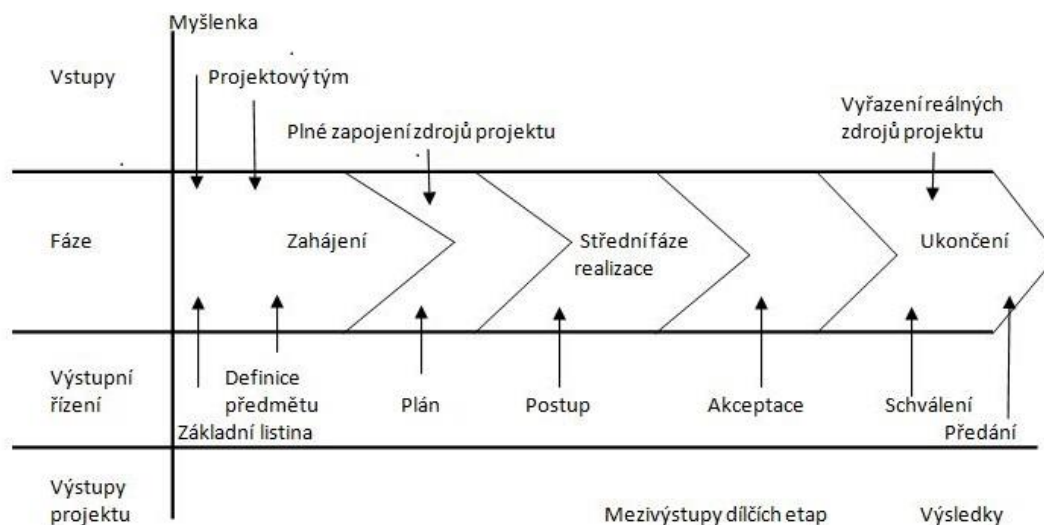 Myšlenka
Vstupy
Projektový tým
Plné zapojení zdrojů projektu
Vyřazení reálných
zdrojů projektu
Fáze
Zahájení
Střední fáze
realizace
Ukončení
Výstupní
řízení
Základní listina
Definice
předmětu
Plán
Postup
Akceptace
Schválení
Předání
Výstupy
projektu
Mezivýstupy dílčích etap
Výsledky